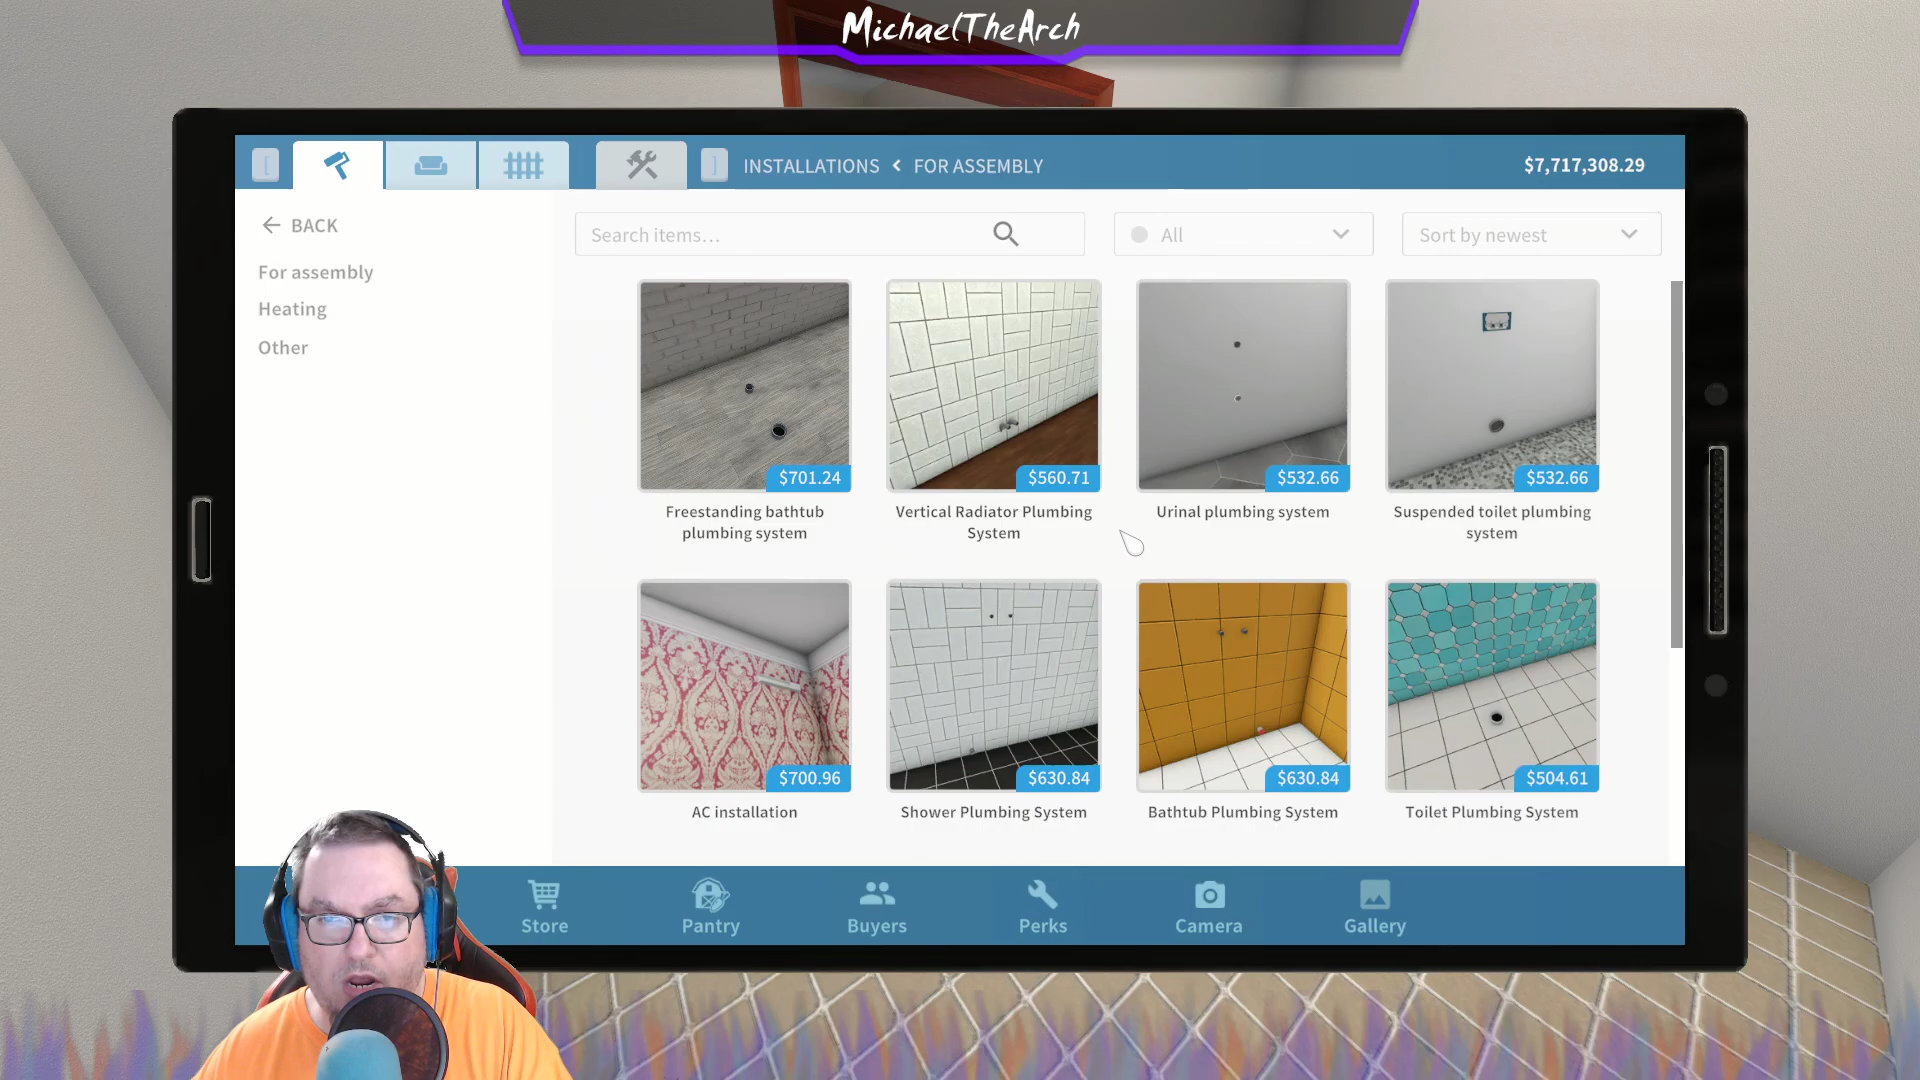 MichaelTheArch
[
]
INSTALLATIONS < FOR ASSEMBLY
$7,717,308.29
BACK
For assembly
Heating
Other
Search items...
All
Sort by newest
$701.24
$560.71
$532.66
$532.66
Freestanding bathtub
plumbing system
Vertical Radiator Plumbing
System
Urinal plumbing system
Suspended toilet plumbing
system
$700.96
$630.84
$630.84
$504.61
AC installation
Shower Plumbing System
Bathtub Plumbing System
Toilet Plumbing System
Store
Pantry
Buyers
Perks
Camera
Gallery